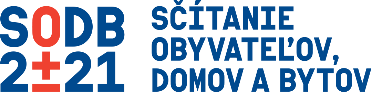 SODB SČÍTANIE
2±21 OBYVATEĽOV,
DOMOV A BYTOV